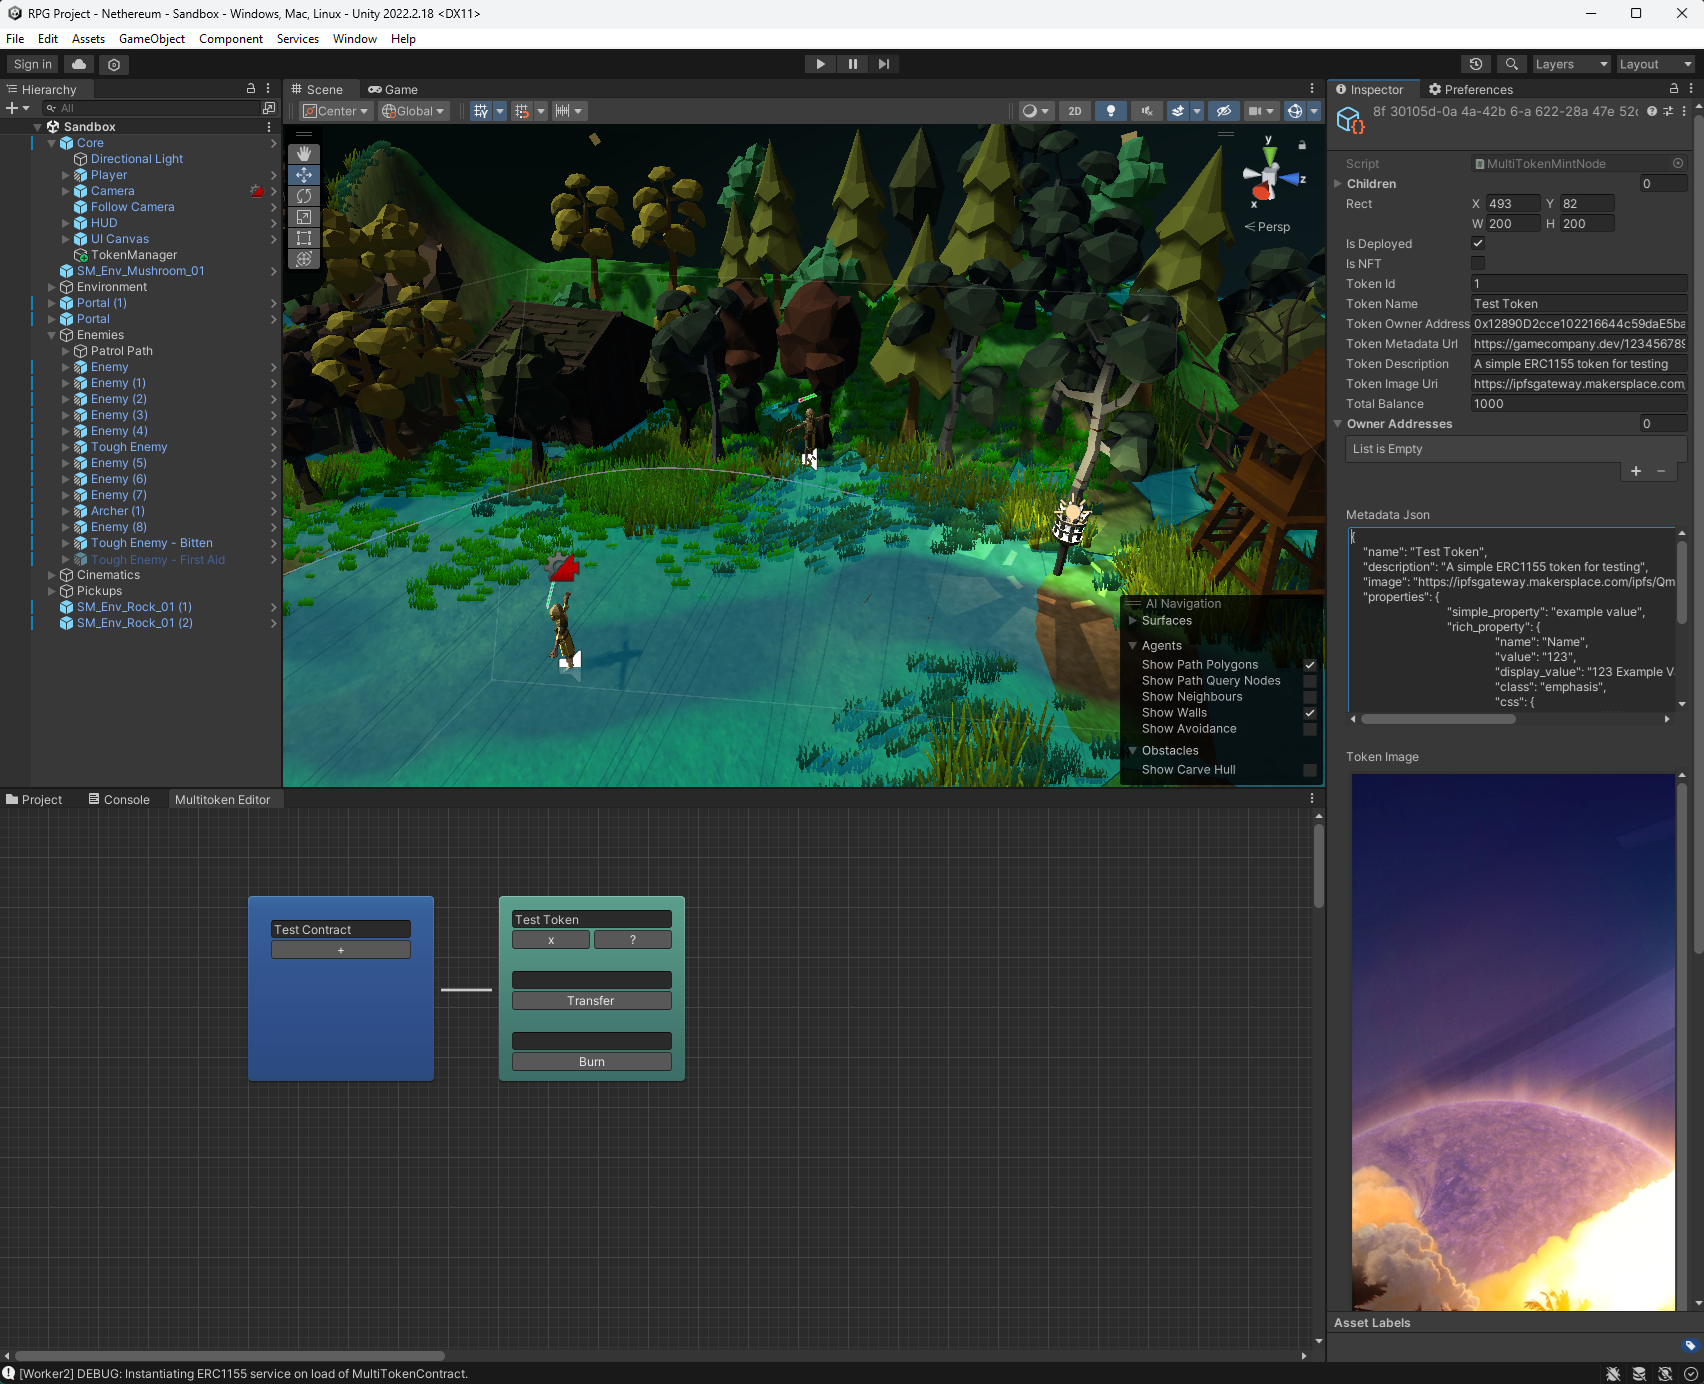 RPG Project - Nethereum - Sandbox - Windows, Mac, Linux - Unity 2022.2.18 <DX11>
File Edit Assets GameObject Component Services Window Help
Sign in
Layers
Layout
Hierarchy
All
Sandbox
Core
Directional Light
Player
Camera
Follow Camera
HUD
UI Canvas
TokenManager
SM_Env_Mushroom_01
Environment
Portal (1)
Portal
Enemies
Patrol Path
Enemy
Enemy (1)
Enemy (2)
Enemy (3)
Enemy (4)
Tough Enemy
Enemy (5)
Enemy (6)
Enemy (7)
Archer (1)
Enemy (8)
Tough Enemy - Bitten
Tough Enemy - First Aid
Cinematics
Pickups
SM_Env_Rock_01 (1)
SM_Env_Rock_01 (2)
Scene
Game
Center
Global
2D
y
z
x
Persp
AI Navigation
Surfaces
Agents
Show Path Polygons
Show Path Query Nodes
Show Neighbours
Show Walls
Show Avoidance
Obstacles
Show Carve Hull
Inspector
Preferences
8f 30105d-0a 4a-42b 6-a 622-28a 47e 52c
Script MultiTokenMintNode
Children 0
Rect X 493 Y 82
W 200 H 200
Is Deployed
Is NFT
Token Id 1
Token Name Test Token
Token Owner Address 0x12890D2cce102216644c59daE5ba
Token Metadata Url https://gamecompany.dev/123456789
Token Description A simple ERC1155 token for testing
Token Image Uri https://ipfsgateway.makersplace.com
Total Balance 1000
Owner Addresses 0
List is Empty
+ −
Metadata Json
{
"name": "Test Token",
"description": "A simple ERC1155 token for testing",
"image": "https://ipfsgateway.makersplace.com/ipfs/Qm
"properties": {
"simple_property": "example value",
"rich_property": {
"name": "Name",
"value": "123",
"display_value": "123 Example V
"class": "emphasis",
"css": {
Token Image
Asset Labels
Project
Console
Multitoken Editor
Test Contract
+
Test Token
x ?
Transfer
Burn
[Worker2] DEBUG: Instantiating ERC1155 service on load of MultiTokenContract.